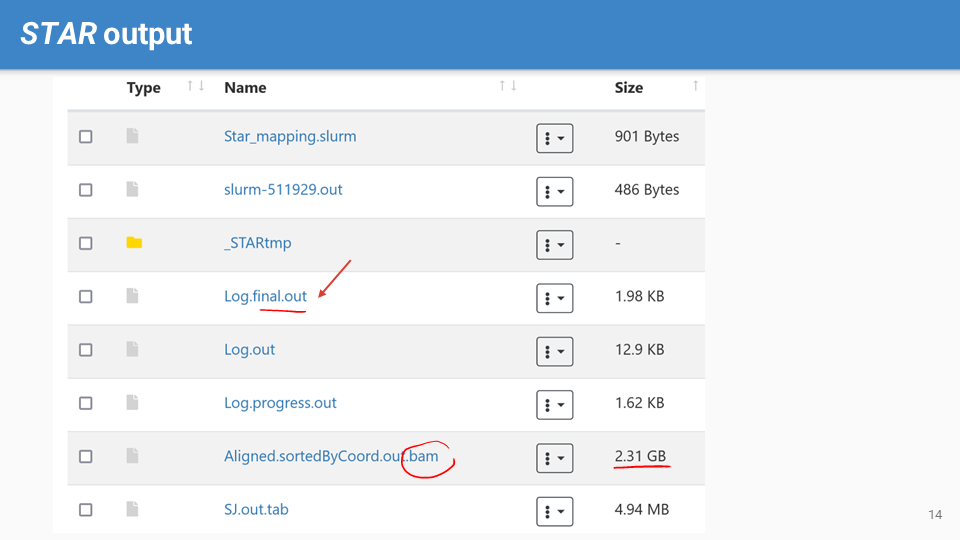 STAR output
Type Name Size
Star_mapping.slurm 901 Bytes
slurm-511929.out 486 Bytes
_STARtmp -
Log.final.out 1.98 KB
Log.out 12.9 KB
Log.progress.out 1.62 KB
Aligned.sortedByCoord.out.bam 2.31 GB
SJ.out.tab 4.94 MB
14